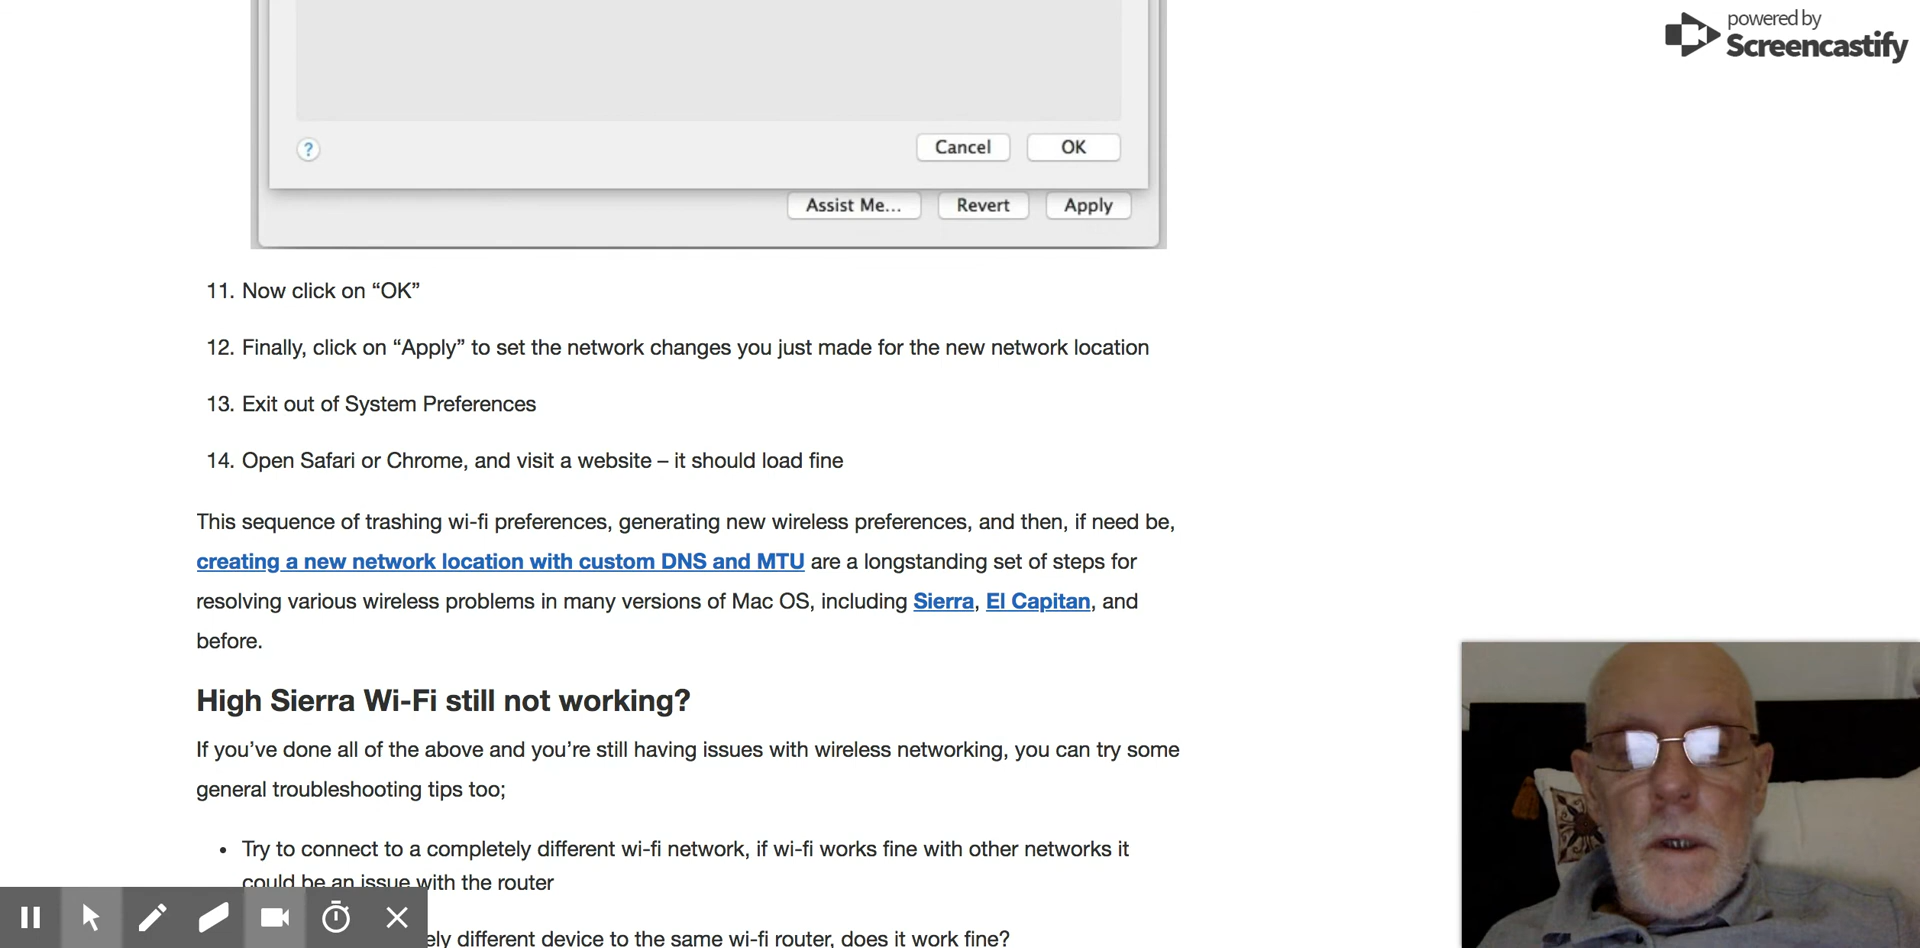 powered by
Screencastify
?
Cancel
OK
Assist Me...
Revert
Apply
11. Now click on “OK”
12. Finally, click on “Apply” to set the network changes you just made for the new network location
13. Exit out of System Preferences
14. Open Safari or Chrome, and visit a website – it should load fine
This sequence of trashing wi-fi preferences, generating new wireless preferences, and then, if need be,
creating a new network location with custom DNS and MTU are a longstanding set of steps for
resolving various wireless problems in many versions of Mac OS, including Sierra, El Capitan, and
before.
High Sierra Wi-Fi still not working?
If you’ve done all of the above and you’re still having issues with wireless networking, you can try some
general troubleshooting tips too;
• Try to connect to a completely different wi-fi network, if wi-fi works fine with other networks it
could be an issue with the router
ely different device to the same wi-fi router, does it work fine?